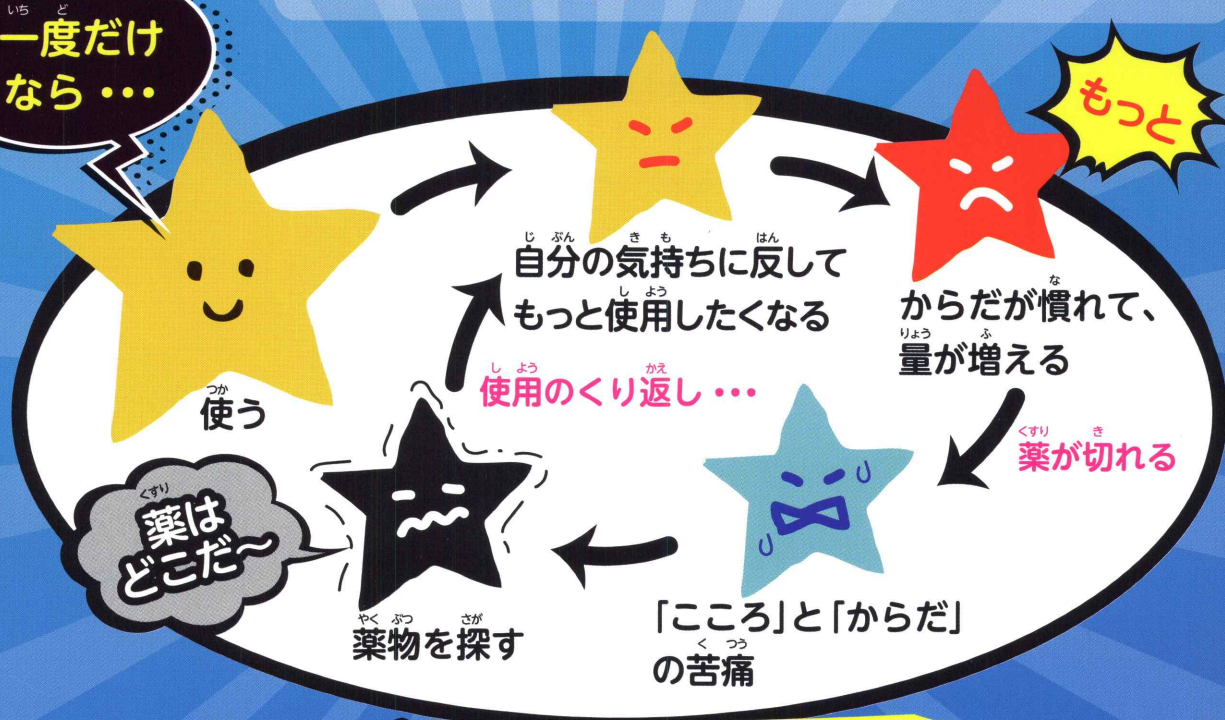 一度だけ
なら・・・
使う
自分の気持ちに反して
もっと使用したくなる
もっと
からだが慣れて、
量が増える
薬が切れる
「こころ」と「からだ」
の苦痛
薬物を探す
薬は
どこだ〜
使用のくり返し・・・